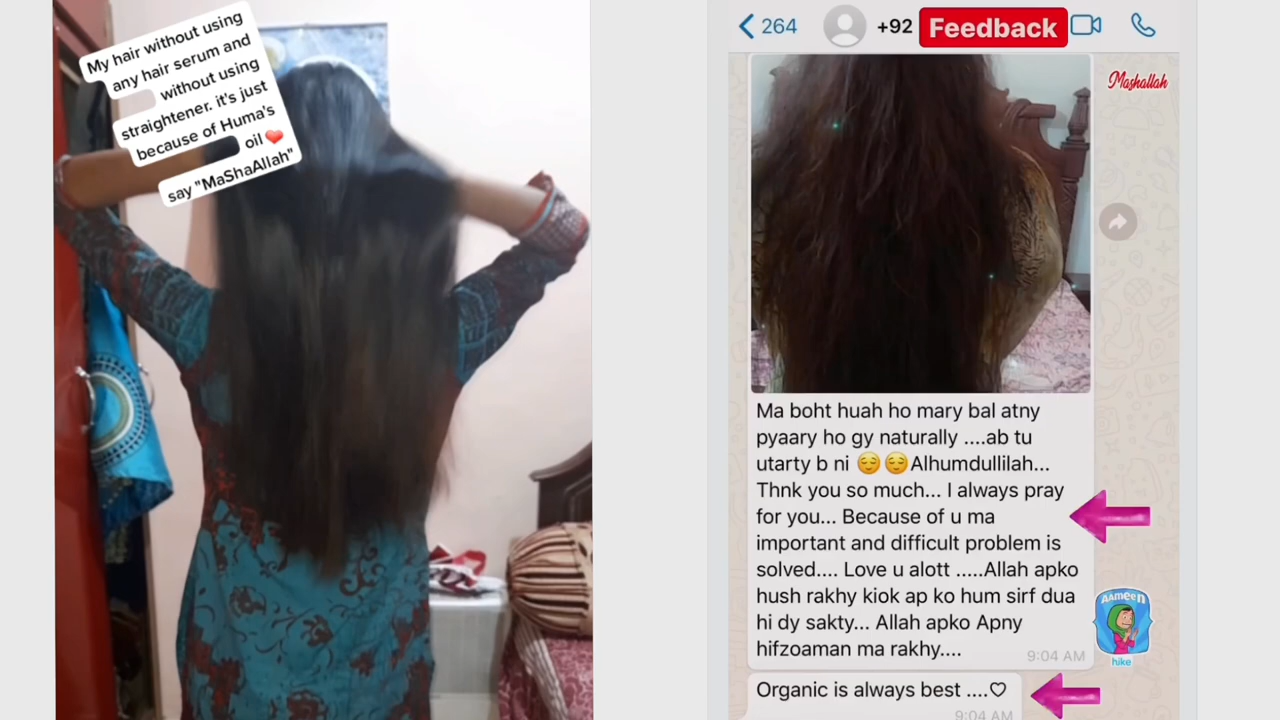 My hair without using
any hair serum and
without using
straightener. it's just
because of Huma's
oil❤️
say "MaShaAllah"
264
+92
Feedback
Mashallah
Ma boht huah ho mary bal atny
pyaary ho gy naturally ....ab tu
utarty b ni 😌😌Alhumdullilah...
Thnk you so much... I always pray
for you... Because of u ma
important and difficult problem is
solved.... Love u alott .....Allah apko
hush rakhy kiok ap ko hum sirf dua
hi dy sakty... Allah apko Apny
hifzoaman ma rakhy....
9:04 AM
AAmeen
hike
Organic is always best ....♡
9:04 AM